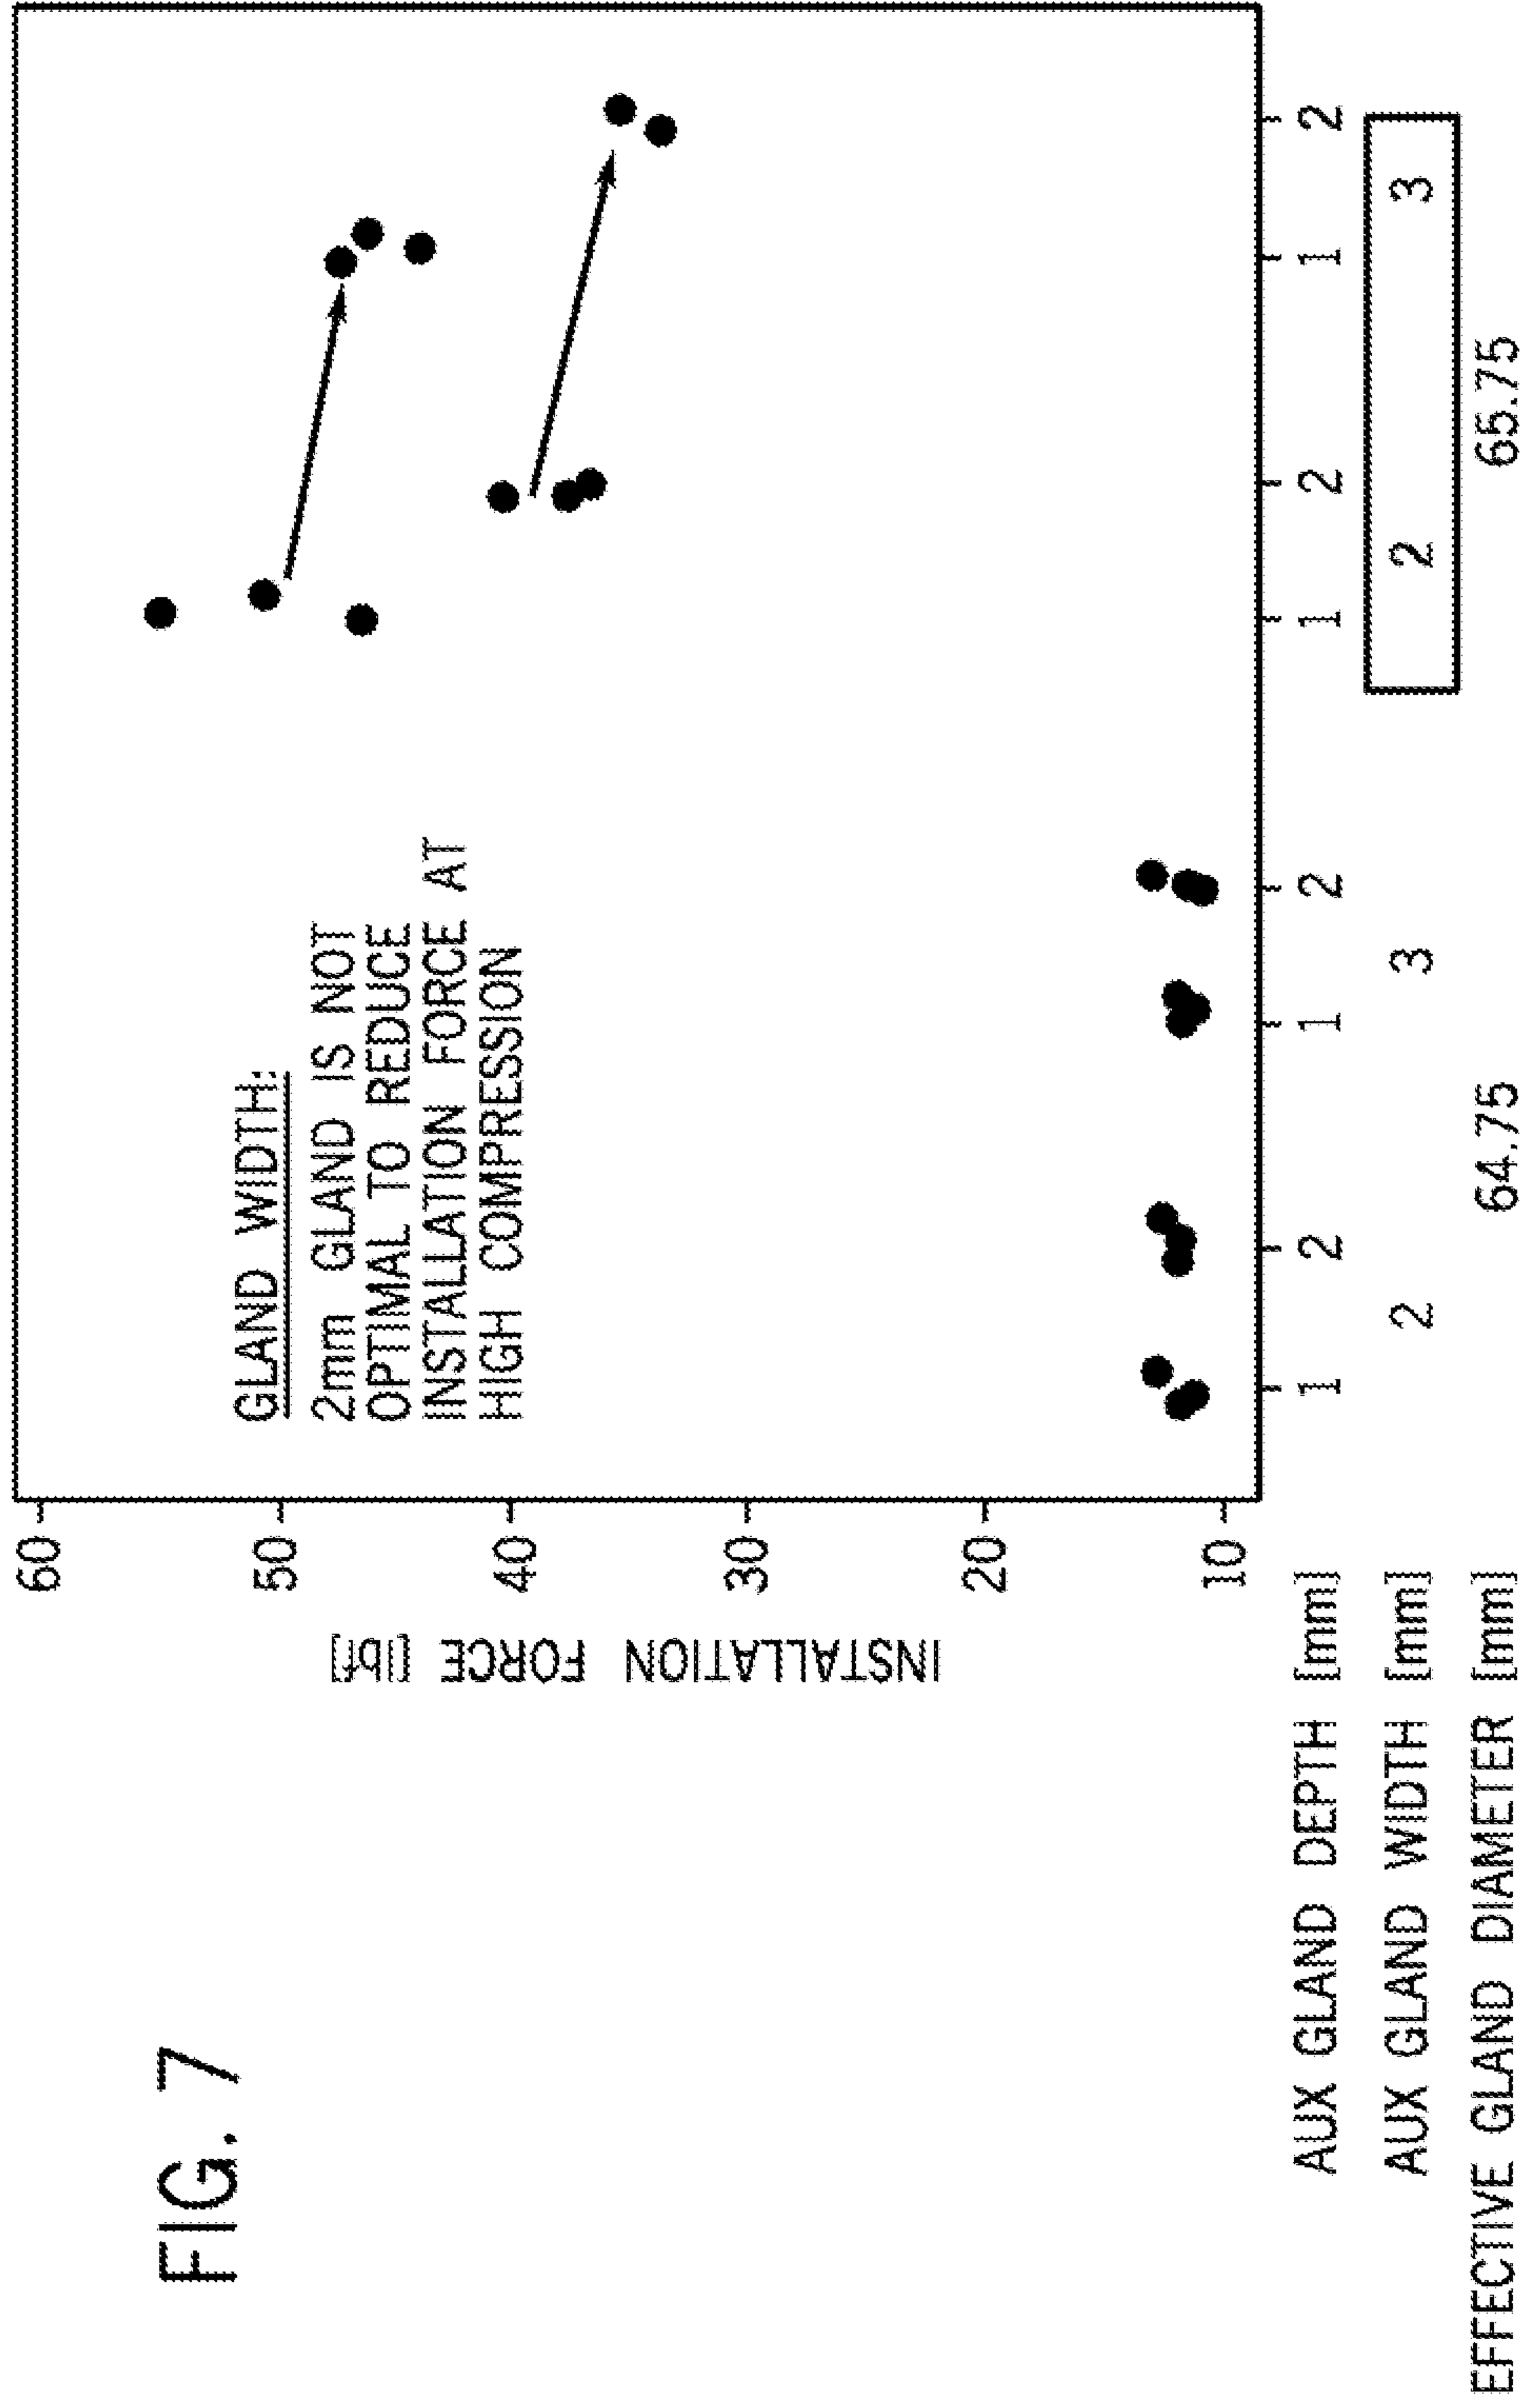 FIG. 7
GLAND WIDTH:
2mm GLAND IS NOT
OPTIMAL TO REDUCE
INSTALLATION FORCE AT
HIGH COMPRESSION
INSTALLATION FORCE [lbf]
60
50
40
30
20
10
AUX GLAND DEPTH [mm] 1 2 1 2 1 2 1 2
AUX GLAND WIDTH [mm] 2 3 2 3
EFFECTIVE GLAND DIAMETER [mm] 64.75 65.75